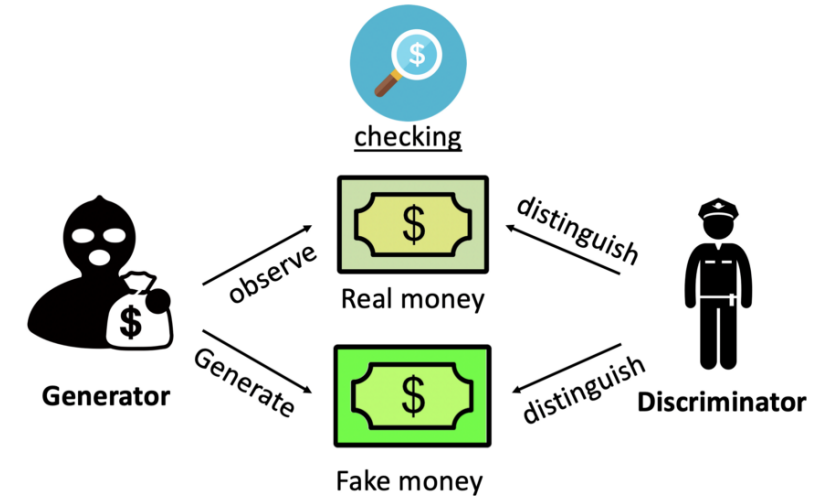 $
checking
$
observe
distinguish
Real money
$
Generator
Generate
$
distinguish
Discriminator
Fake money